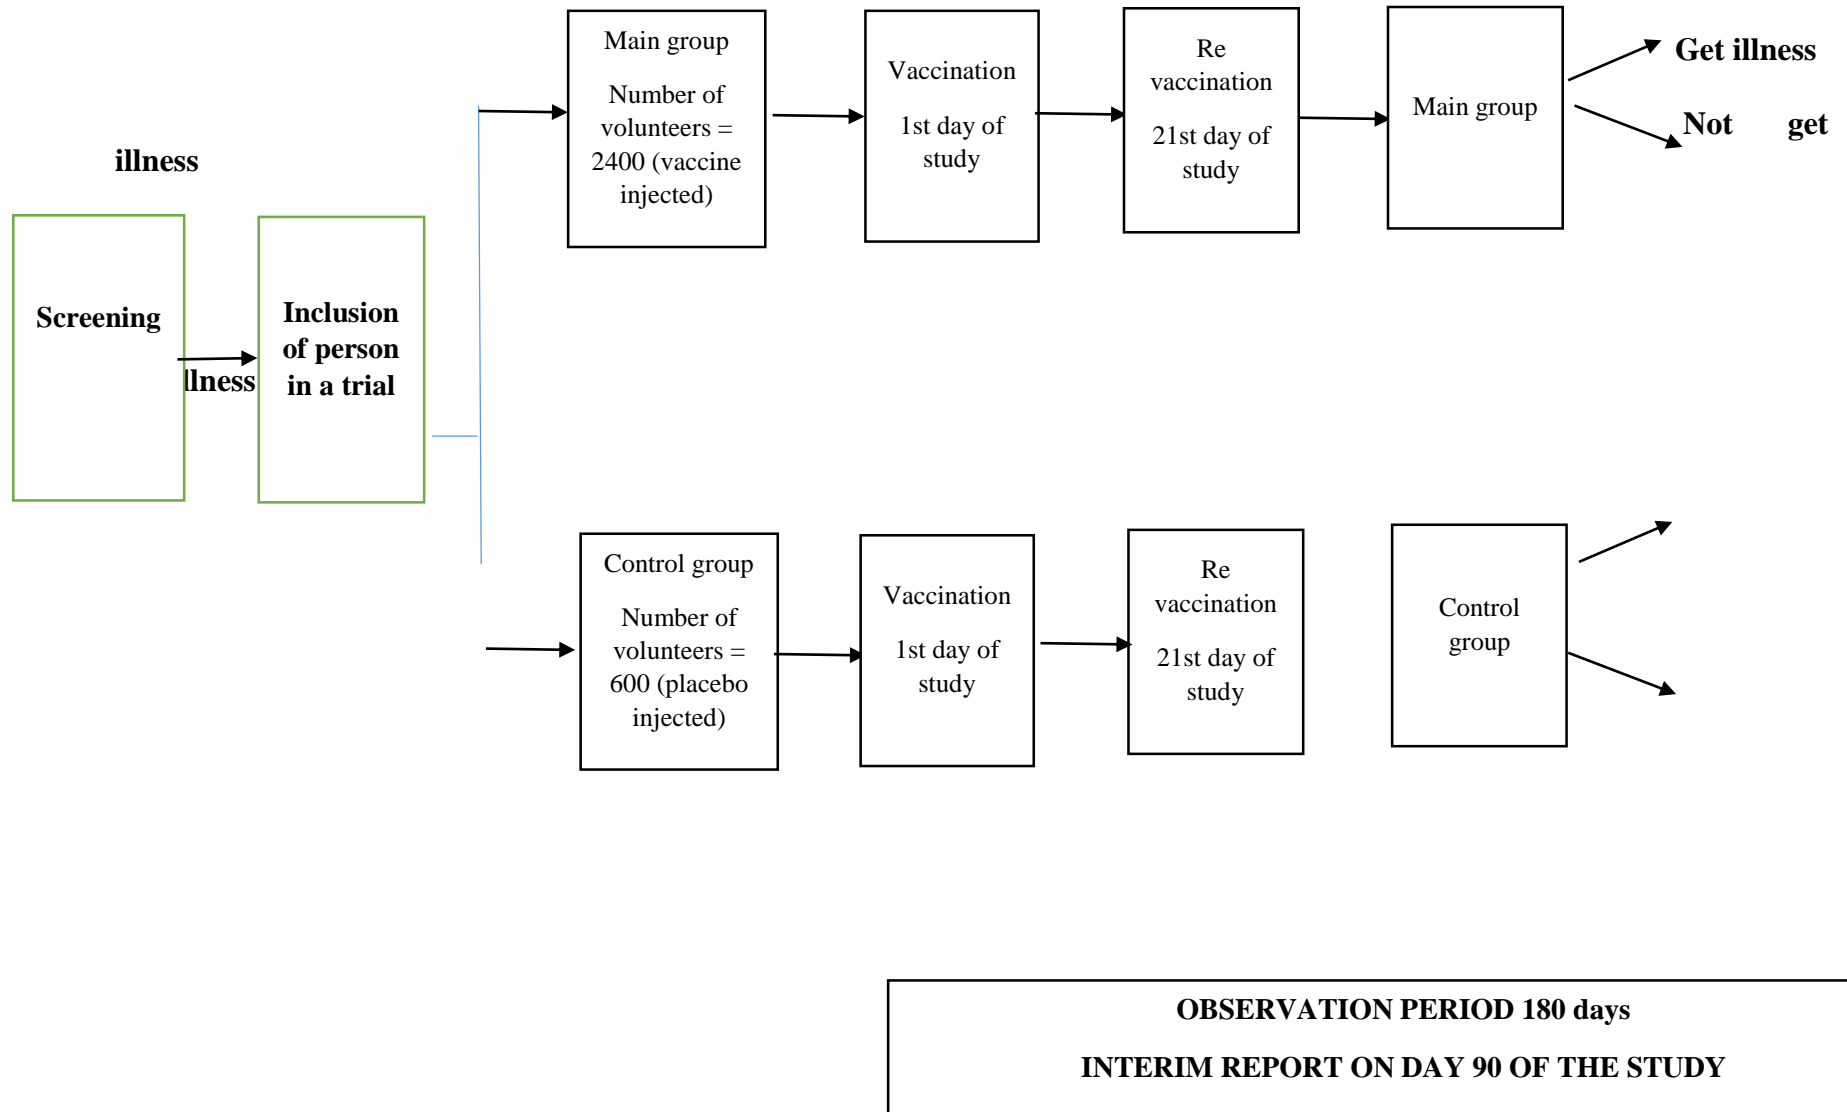 Main group
Number of
volunteers =
2400 (vaccine
injected)
Vaccination
1st day of
study
Re
vaccination
21st day of
study
Main group
Get illness
Not get
illness
Screening
Inclusion
of person
in a trial
llness
Control group
Number of
volunteers =
600 (placebo
injected)
Vaccination
1st day of
study
Re
vaccination
21st day of
study
Control
group
OBSERVATION PERIOD 180 days
INTERIM REPORT ON DAY 90 OF THE STUDY